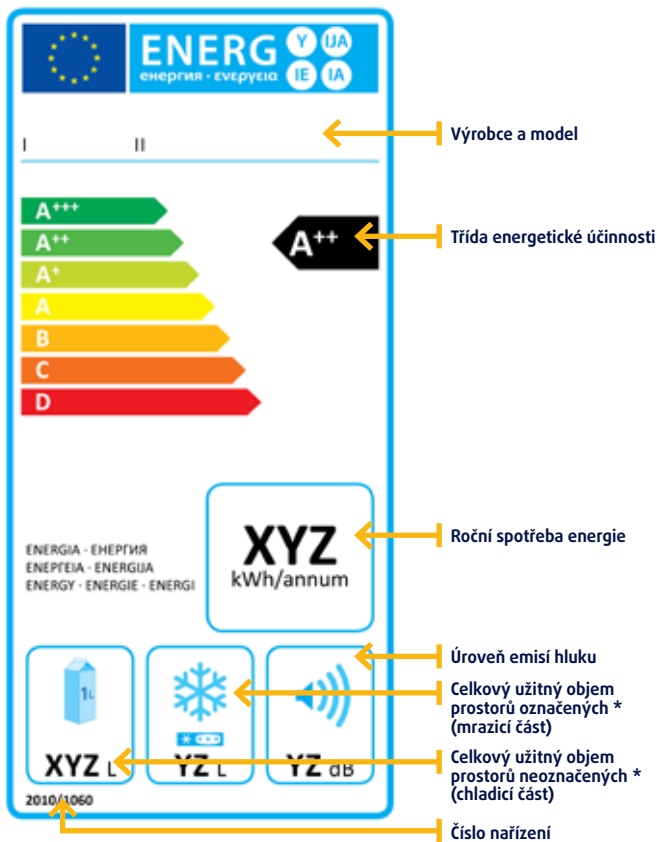 ENERG Y IJA
енергия · ενεργεια IE IA
I II
Výrobce a model
A+++
A++
A+
A
B
C
D
A++
Třída energetické účinnosti
ENERGIA · ЕНЕРГИЯ
ΕΝΕΡΓΕΙΑ · ENERGIJA
ENERGY · ENERGIE · ENERGI
XYZ
kWh/annum
Roční spotřeba energie
1L
XYZ L
YZ L
YZ dB
Úroveň emisí hluku
Celkový užitný objem
prostorů označených *
(mrazicí část)
Celkový užitný objem
prostorů neoznačených *
(chladicí část)
2010/1060
Číslo nařízení